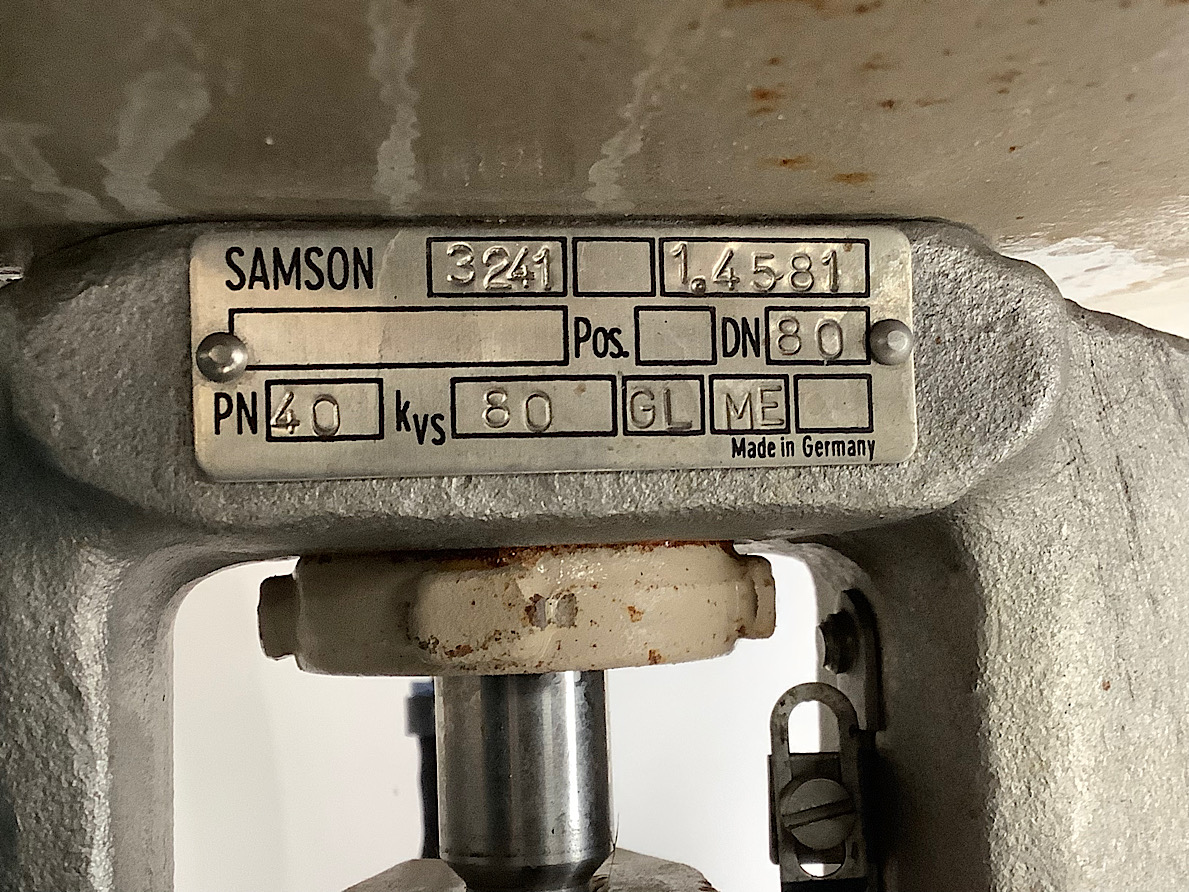 SAMSON 3241 1.4581
Pos. DN 80
PN 40 kvs 80 GL ME
Made in Germany